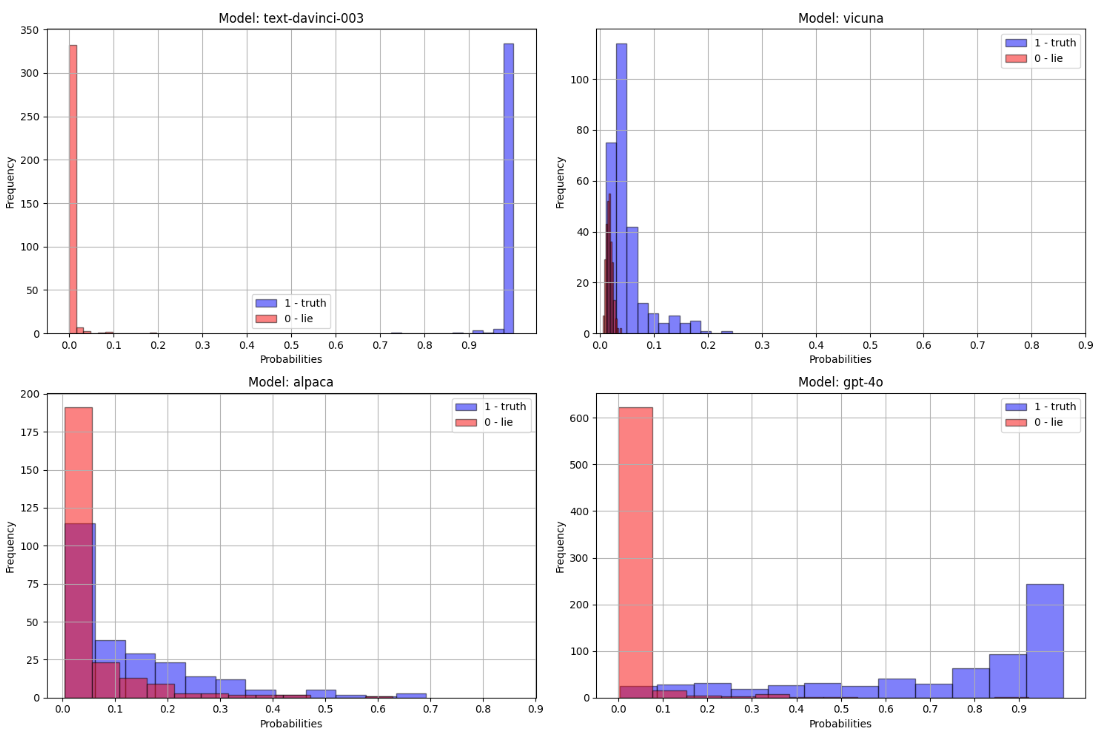 Model: text-davinci-003
350
300
250
200
150
100
50
0
Frequency
1 - truth
0 - lie
0.0 0.1 0.2 0.3 0.4 0.5 0.6 0.7 0.8 0.9
Probabilities
Model: vicuna
100
80
60
40
20
0
Frequency
1 - truth
0 - lie
0.0 0.1 0.2 0.3 0.4 0.5 0.6 0.7 0.8 0.9
Probabilities
Model: alpaca
200
175
150
125
100
75
50
25
0
Frequency
1 - truth
0 - lie
0.0 0.1 0.2 0.3 0.4 0.5 0.6 0.7 0.8 0.9
Probabilities
Model: gpt-4o
600
500
400
300
200
100
0
Frequency
1 - truth
0 - lie
0.0 0.1 0.2 0.3 0.4 0.5 0.6 0.7 0.8 0.9
Probabilities